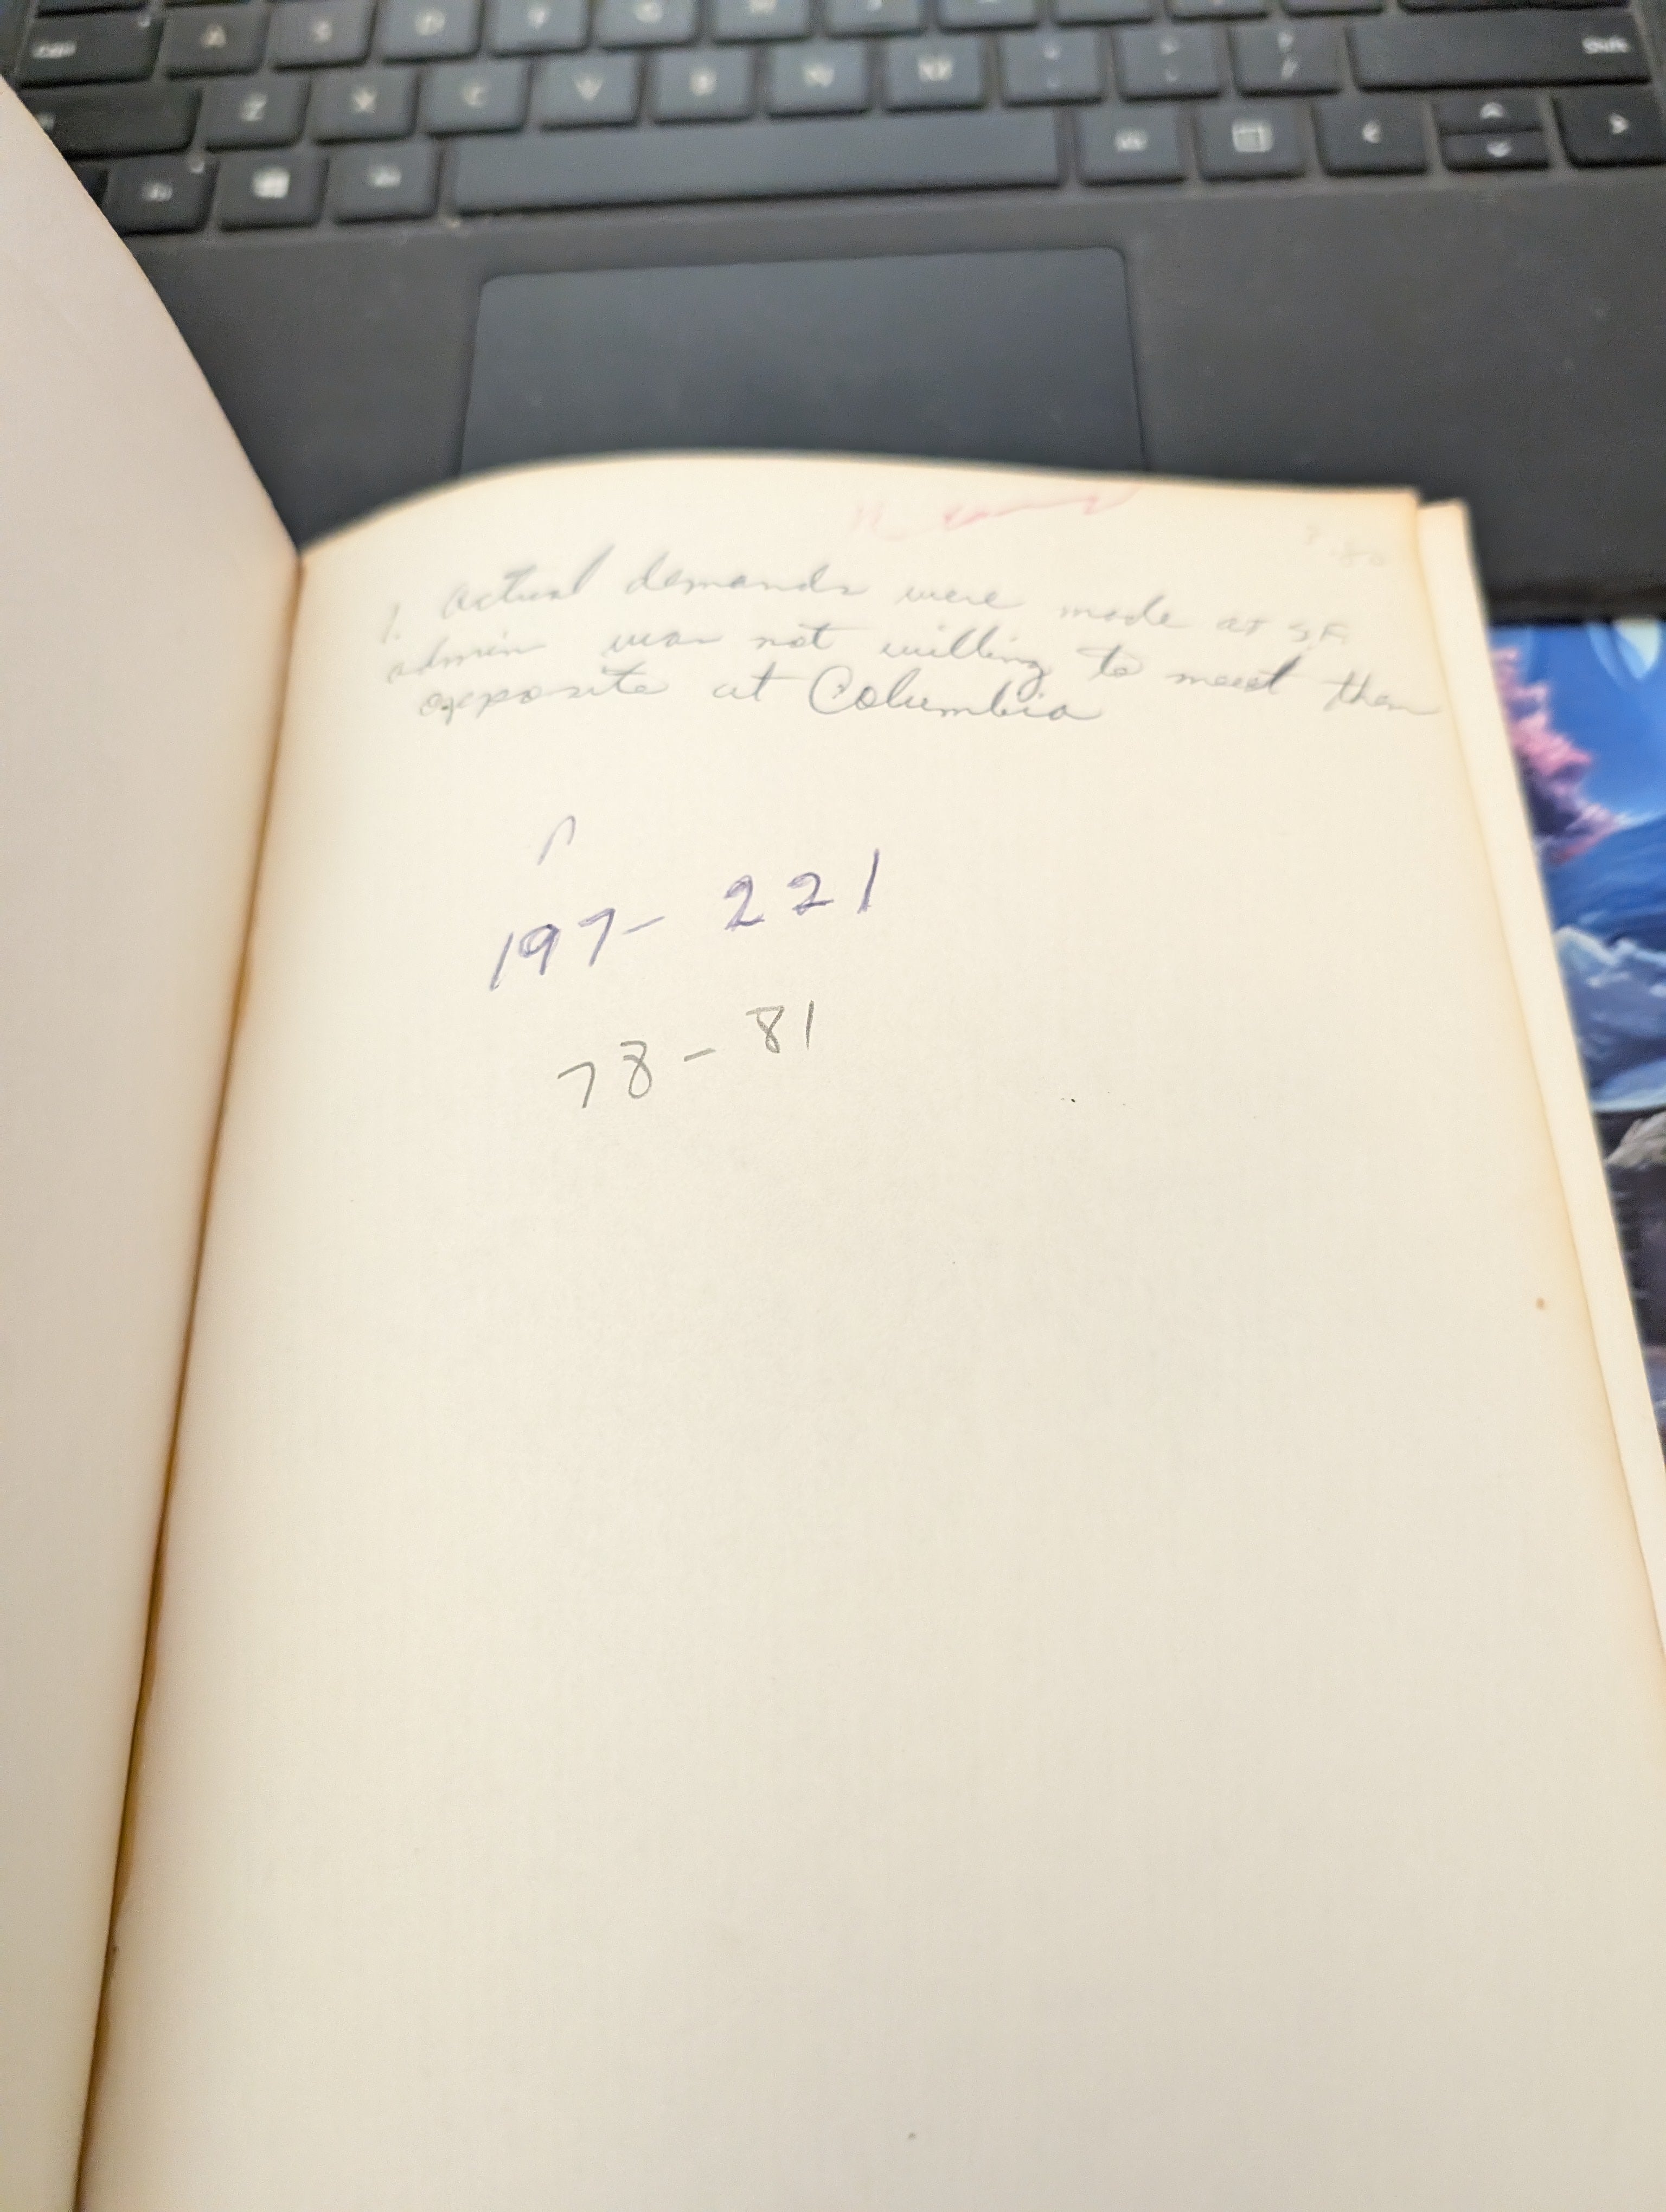 1. Actual demands were made at SF
admin was not willing to meet them
opposite at Columbia
197- 221
78 - 81
Shift
A S D
Z X C V B N M